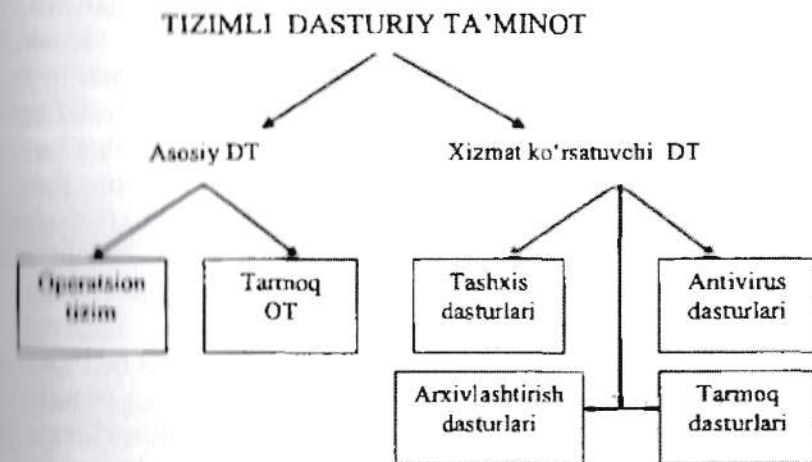 TIZIMLI DASTURIY TA’MINOT
Asosiy DT
Xizmat ko’rsatuvchi DT
Operatsion
tizim
Tarmoq
OT
Tashxis
dasturlari
Antivirus
dasturlari
Arxivlashtirish
dasturlari
Tarmoq
dasturlari